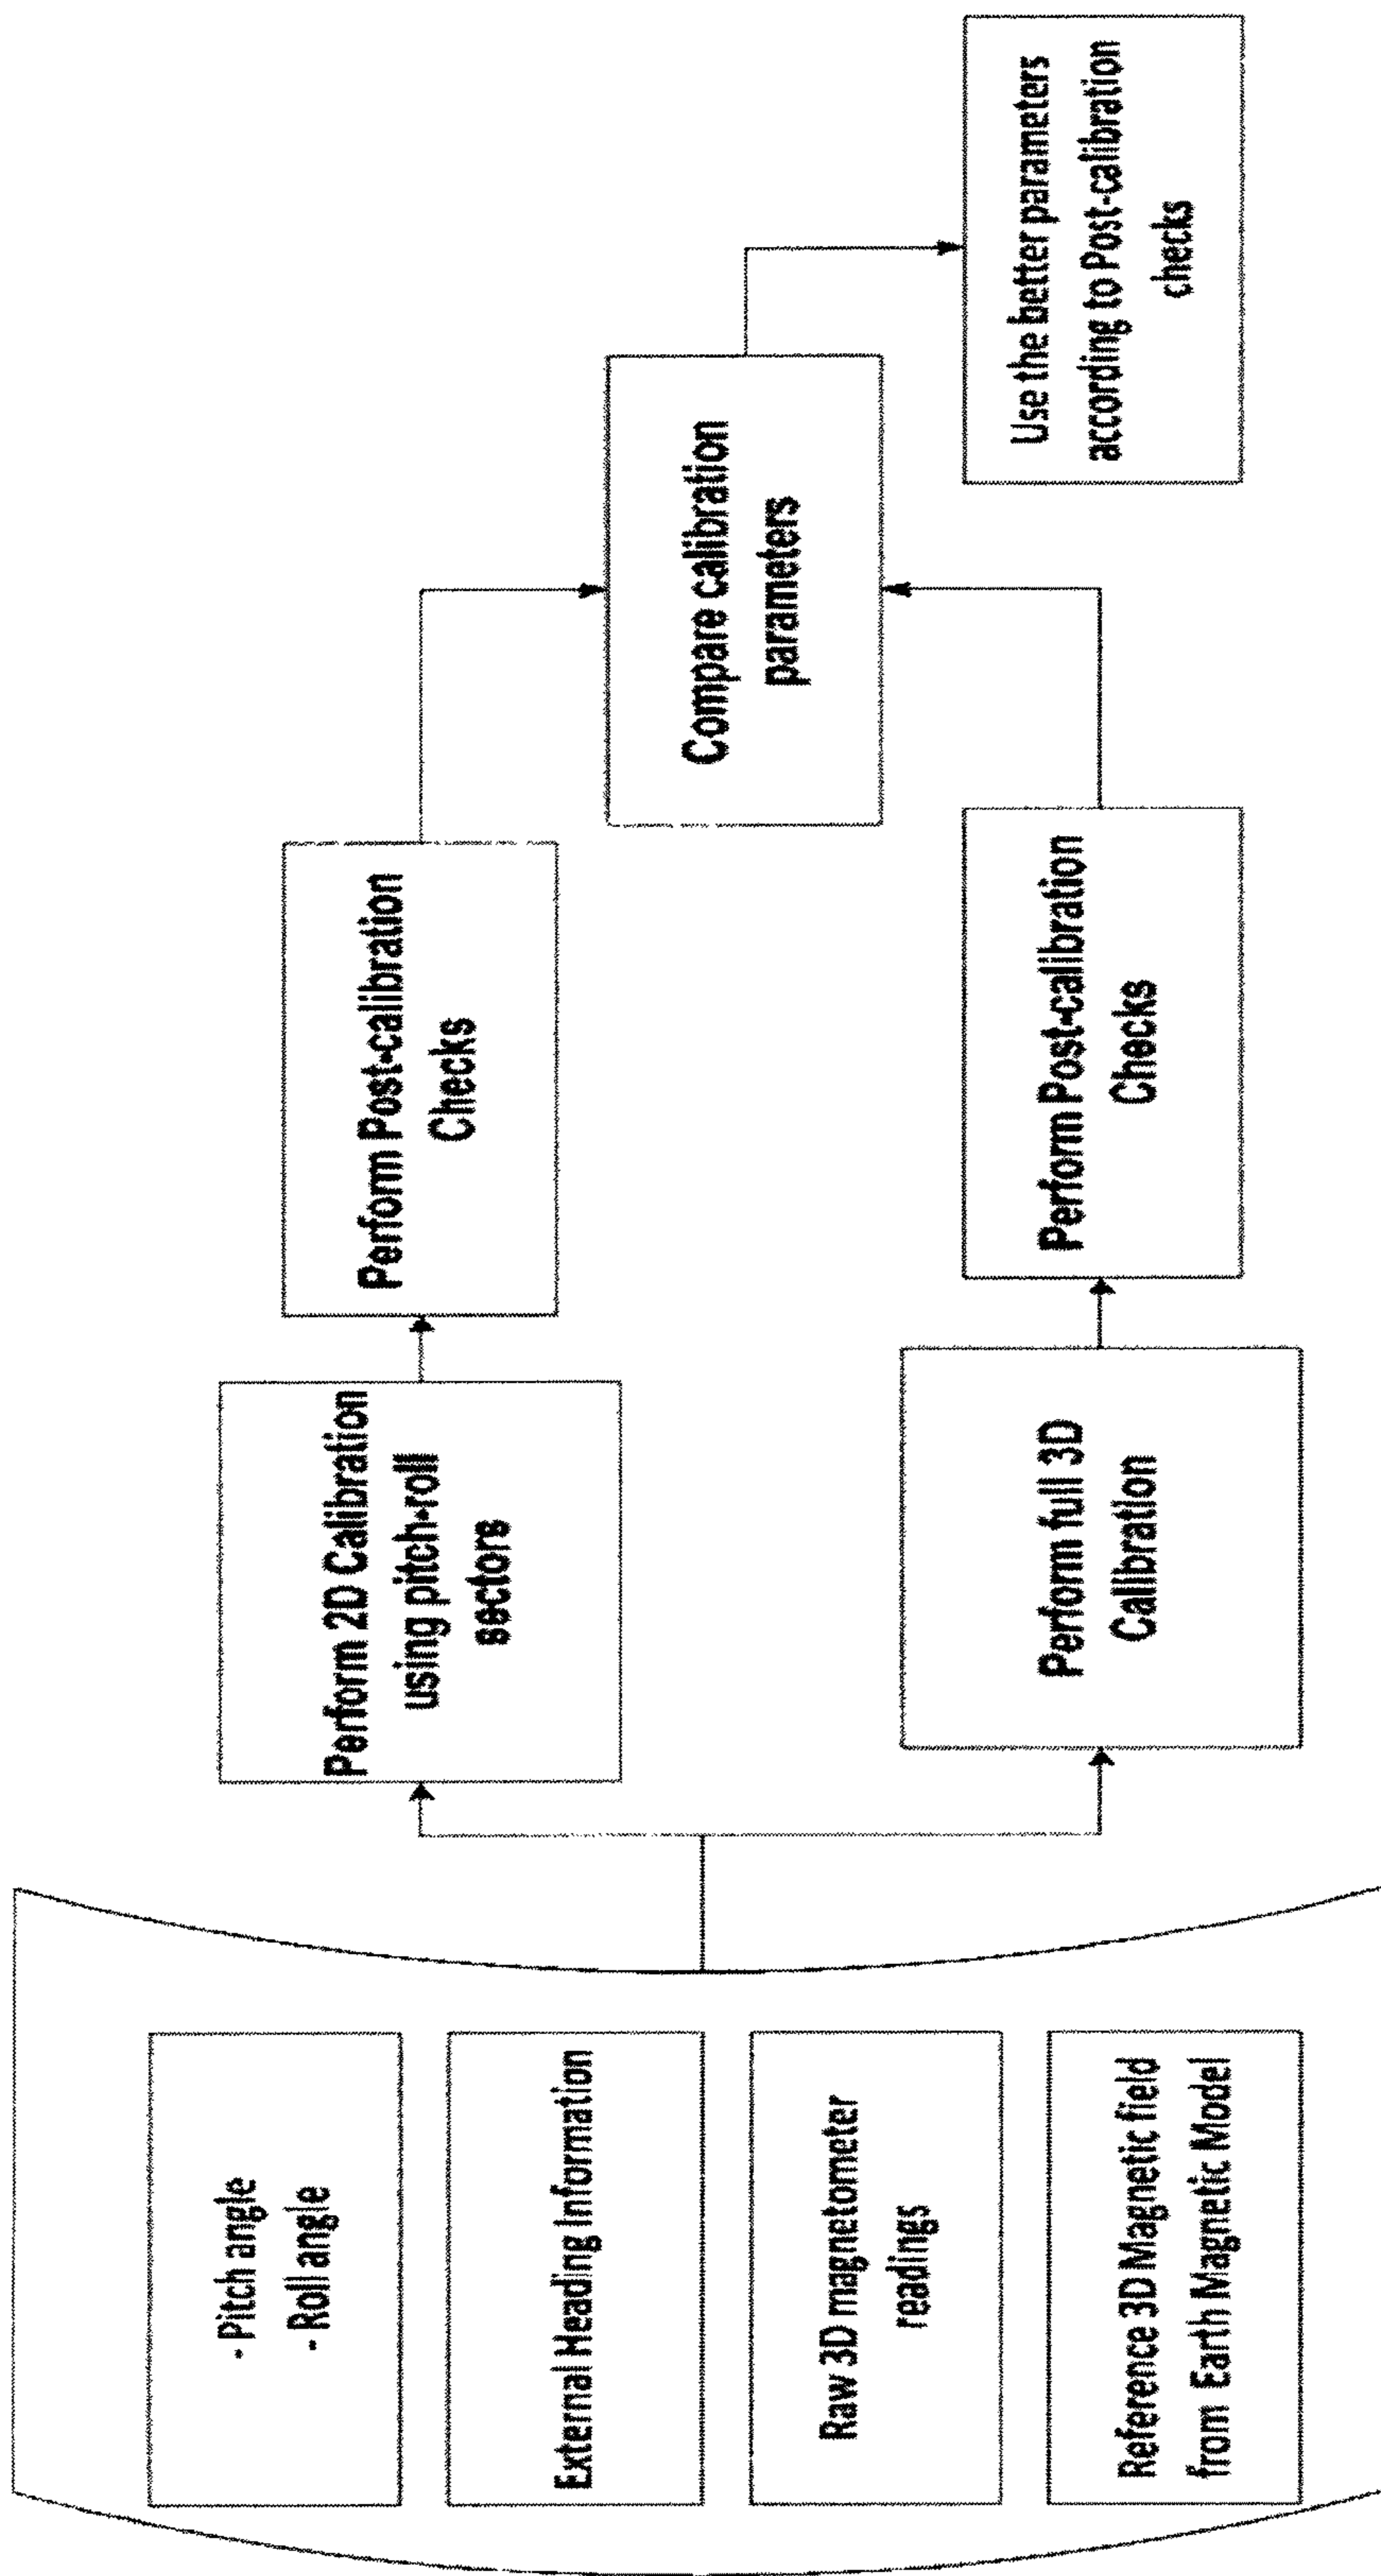 - Pitch angle
- Roll angle
External Heading Information
Raw 3D magnetometer
readings
Reference 3D Magnetic field
from Earth Magnetic Model
Perform 2D Calibration
using pitch-roll
sectors
Perform full 3D
Calibration
Perform Post-calibration
Checks
Perform Post-calibration
Checks
Compare calibration
parameters
Use the better parameters
according to Post-calibration
checks